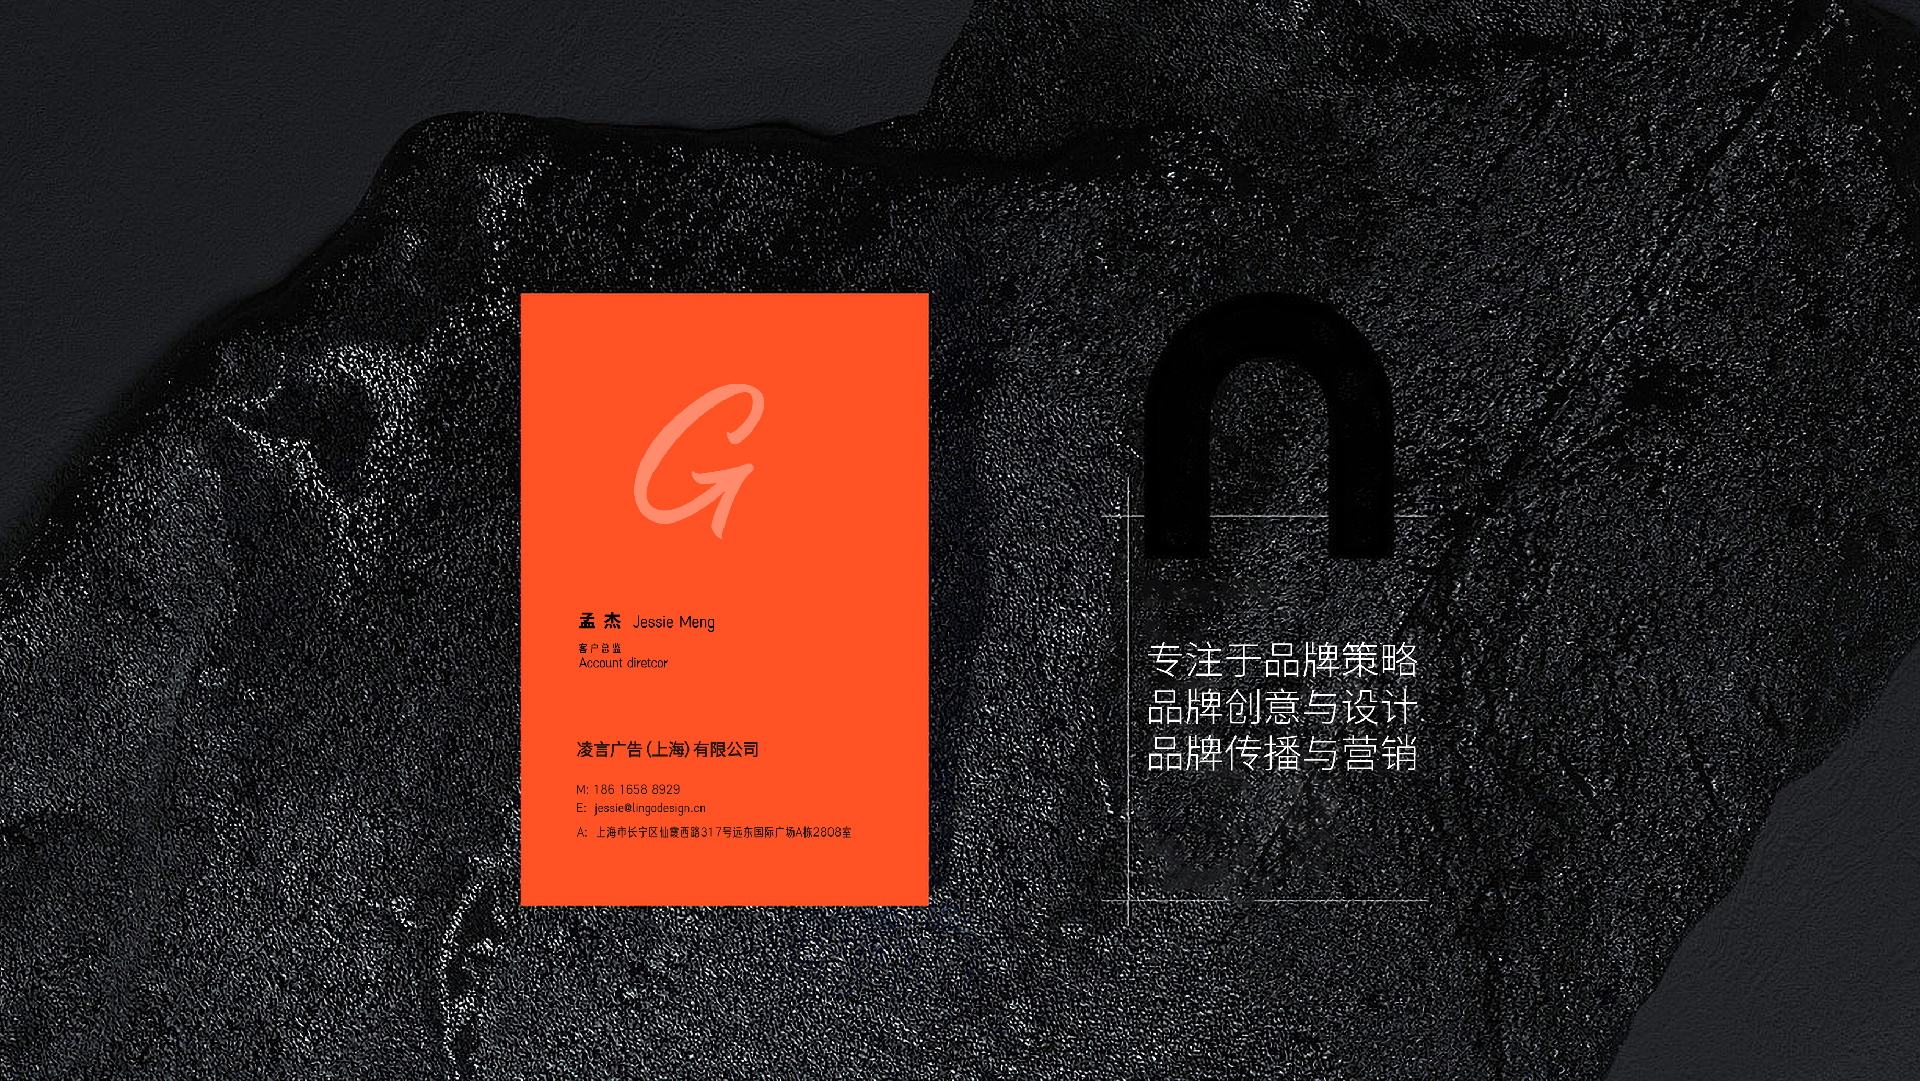 G
孟 杰 Jessie Meng
客户总监
Account diretcor
凌言广告(上海)有限公司
M: 186 1658 8929
E: jessie@lingodesign.cn
A: 上海市长宁区仙霞西路317号远东国际广场A栋2808室
n
专注于品牌策略
品牌创意与设计
品牌传播与营销